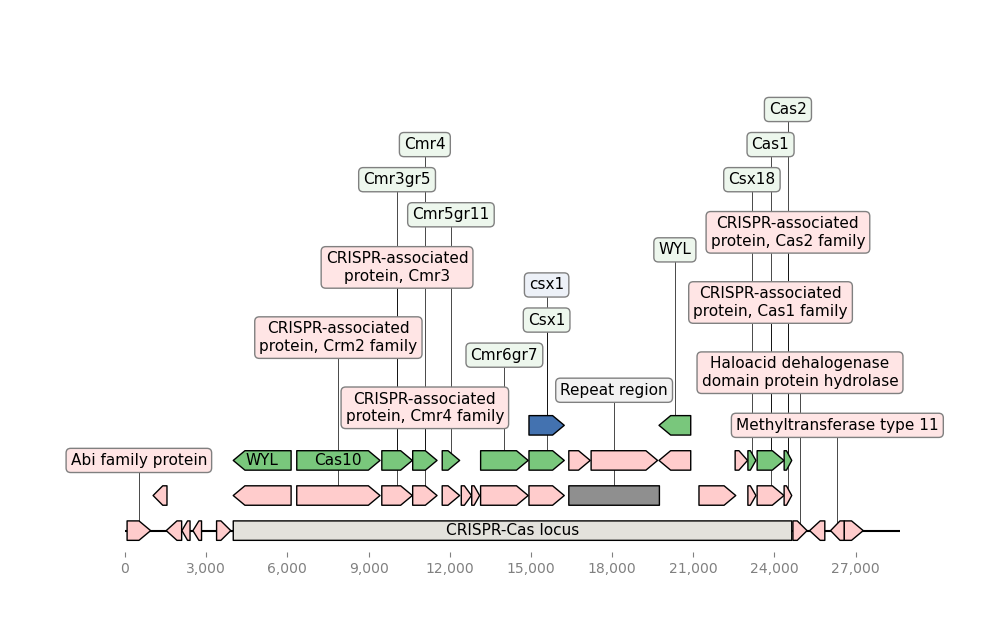 Cas2
Cmr4
Cas1
Cmr3gr5
Csx18
Cmr5gr11
CRISPR-associated
protein, Cas2 family
WYL
CRISPR-associated
protein, Cmr3
csx1
CRISPR-associated
protein, Cas1 family
Csx1
CRISPR-associated
protein, Crm2 family
Cmr6gr7
Haloacid dehalogenase
domain protein hydrolase
Repeat region
CRISPR-associated
protein, Cmr4 family
Methyltransferase type 11
Abi family protein
WYL
Cas10
CRISPR-Cas locus
0
3,000
6,000
9,000
12,000
15,000
18,000
21,000
24,000
27,000